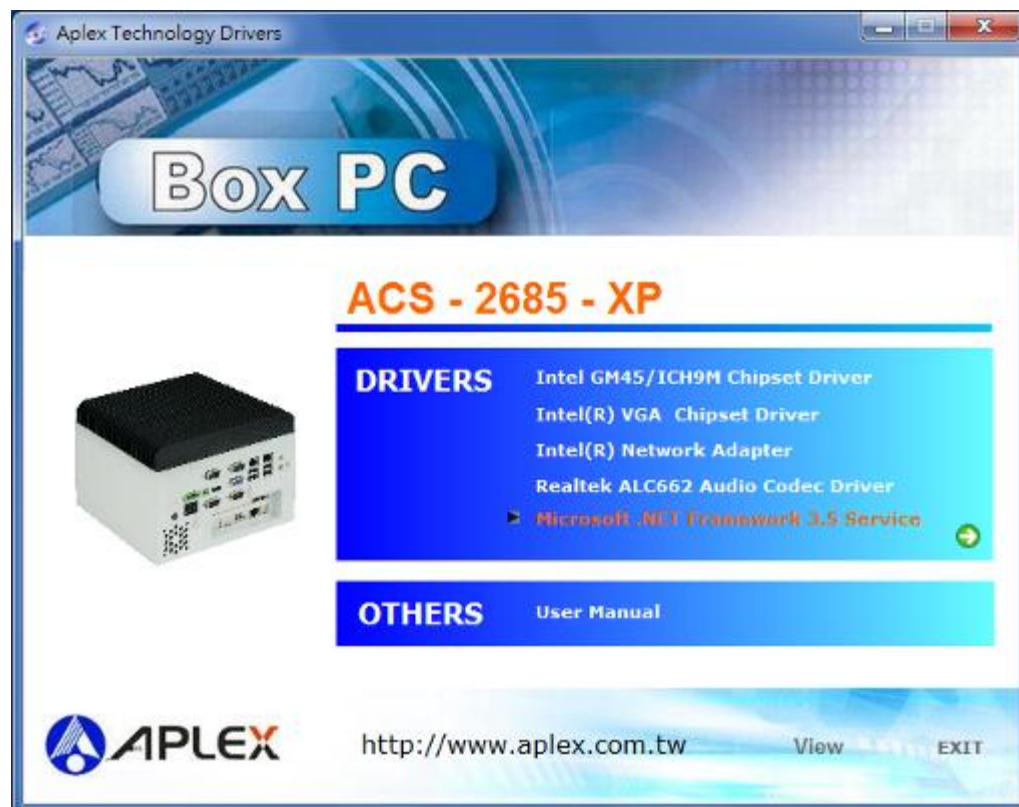 Aplex Technology Drivers
Box PC
ACS - 2685 - XP
DRIVERS
Intel GM45/ICH9M Chipset Driver
Intel(R) VGA Chipset Driver
Intel(R) Network Adapter
Realtek ALC662 Audio Codec Driver
Microsoft .NET Framework 3.5 Service
OTHERS
User Manual
APLEX
http://www.aplex.com.tw
View
EXIT